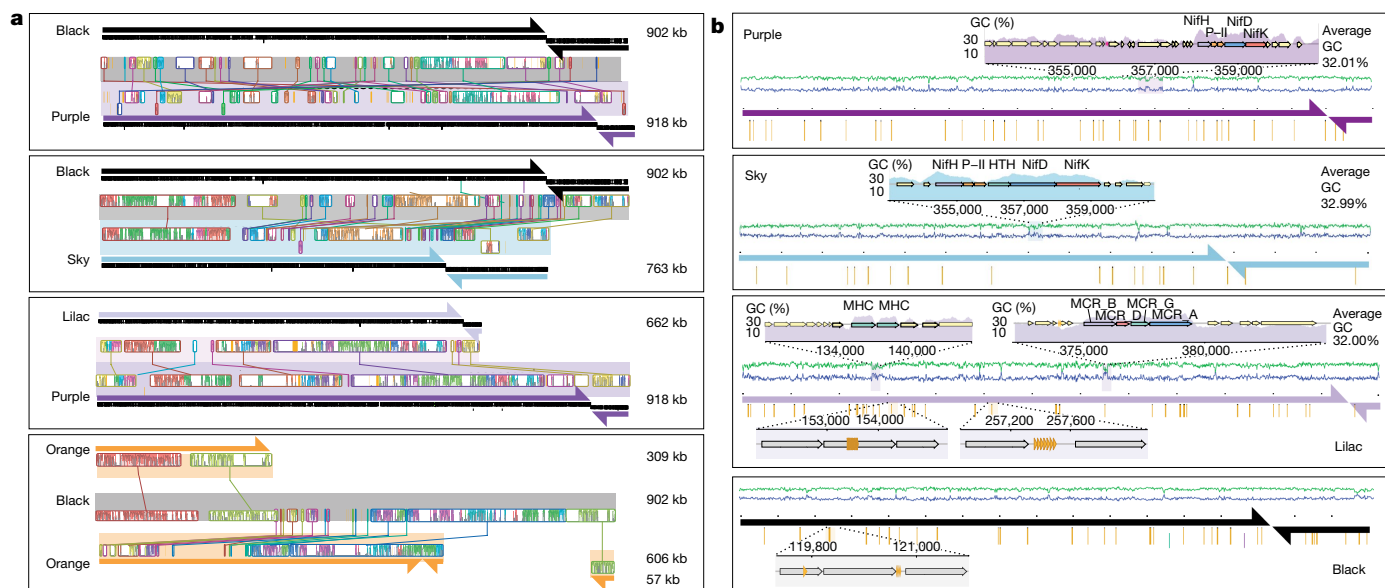 a
Black
902 kb
Purple
918 kb
Black
902 kb
Sky
763 kb
Lilac
662 kb
Purple
918 kb
Orange
309 kb
Black
902 kb
Orange
606 kb
57 kb
b
Purple
GC (%)
30
10
NifH
P–II
NifD
NifK
355,000 357,000 359,000
Average
GC
32.01%
Sky
GC (%)
30
10
NifH P–II HTH NifD NifK
355,000 357,000 359,000
Average
GC
32.99%
GC (%)
30
10
MHC MHC
134,000 140,000
GC (%)
30
10
MCR_B MCR_G
MCR_D MCR_A
375,000 380,000
Average
GC
32.00%
153,000 154,000
257,200 257,600
Lilac
119,800 121,000
Black